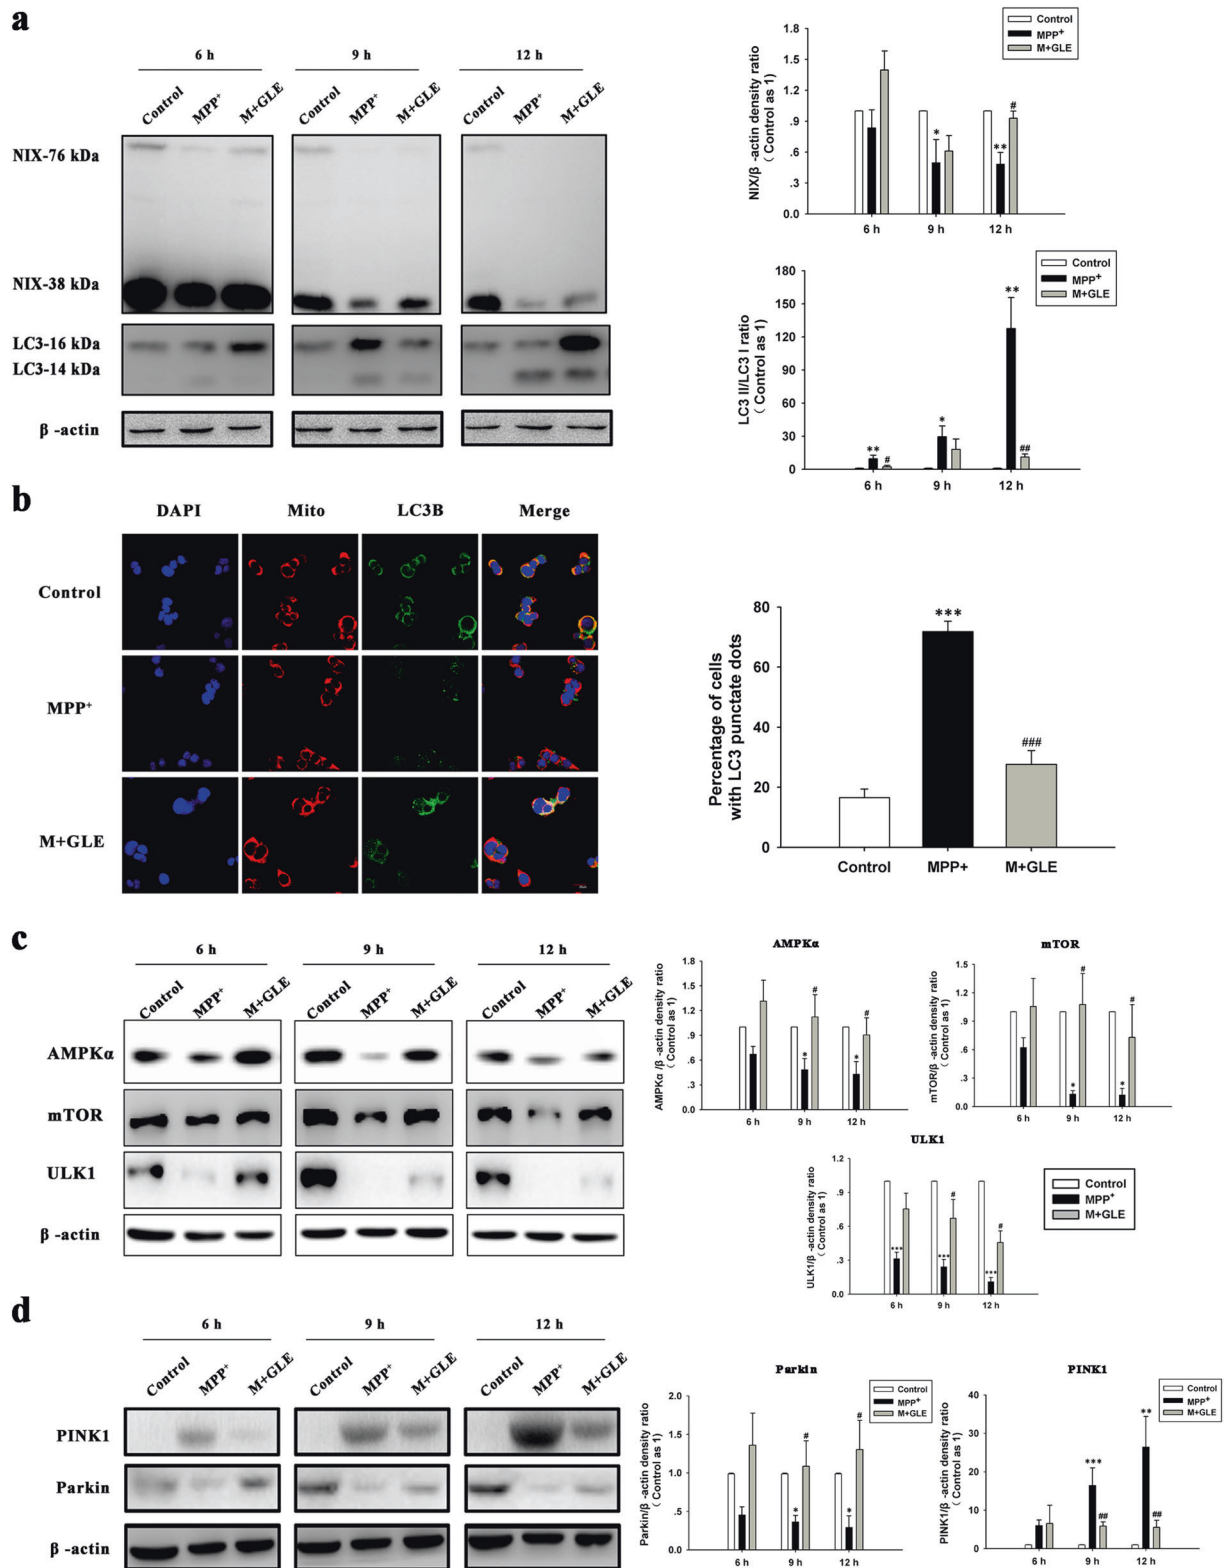 a
6 h 9 h 12 h
Control MPP⁺ M+GLE Control MPP⁺ M+GLE Control MPP⁺ M+GLE
NIX-76 kDa
NIX-38 kDa
LC3-16 kDa
LC3-14 kDa
β -actin
Control
MPP⁺
M+GLE
NIX/β -actin density ratio
( Control as 1)
1.8
1.5
1.2
.9
.6
.3
0.0
* ** #
6 h 9 h 12 h
Control
MPP⁺
M+GLE
LC3 II/LC3 I ratio
( Control as 1)
180
150
120
90
60
30
0
** # * ** ##
6 h 9 h 12 h
b
DAPI Mito LC3B Merge
Control
MPP⁺
M+GLE
Percentage of cells
with LC3 punctate dots
80
60
40
20
0
*** ###
Control MPP+ M+GLE
c
6 h 9 h 12 h
Control MPP⁺ M+GLE Control MPP⁺ M+GLE Control MPP⁺ M+GLE
AMPKα
mTOR
ULK1
β -actin
AMPKα
AMPKα /β -actin density ratio
( Control as 1)
1.8
1.5
1.2
.9
.6
.3
0.0
* # * #
6 h 9 h 12 h
mTOR
mTOR/β -actin density ratio
( Control as 1)
1.5
1.2
.9
.6
.3
0.0
* # * #
6 h 9 h 12 h
ULK1
ULK1/β -actin density ratio
( Control as 1)
.9
.6
.3
0.0
*** *** # *** #
6 h 9 h 12 h
Control
MPP⁺
M+GLE
d
6 h 9 h 12 h
Control MPP⁺ M+GLE Control MPP⁺ M+GLE Control MPP⁺ M+GLE
PINK1
Parkin
β -actin
Parkin
Control
MPP⁺
M+GLE
Parkin/β -actin density ratio
( Control as 1)
2.0
1.5
1.0
.5
0.0
* # * #
6 h 9 h 12 h
PINK1
Control
MPP⁺
M+GLE
PINK1/β -actin density ratio
( Control as 1)
40
30
20
10
0
*** ## ** ##
6 h 9 h 12 h